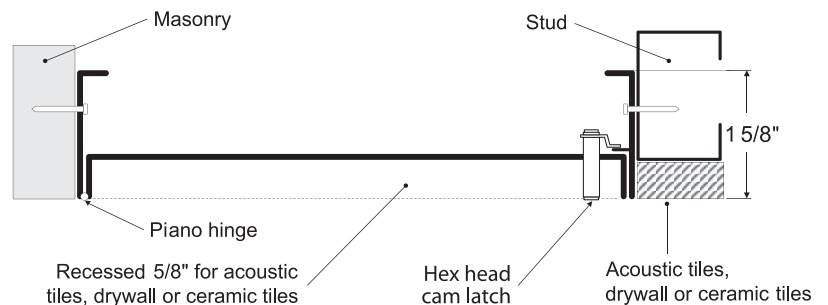 Masonry
Stud
1 5/8"
Piano hinge
Recessed 5/8" for acoustic
tiles, drywall or ceramic tiles
Hex head
cam latch
Acoustic tiles,
drywall or ceramic tiles